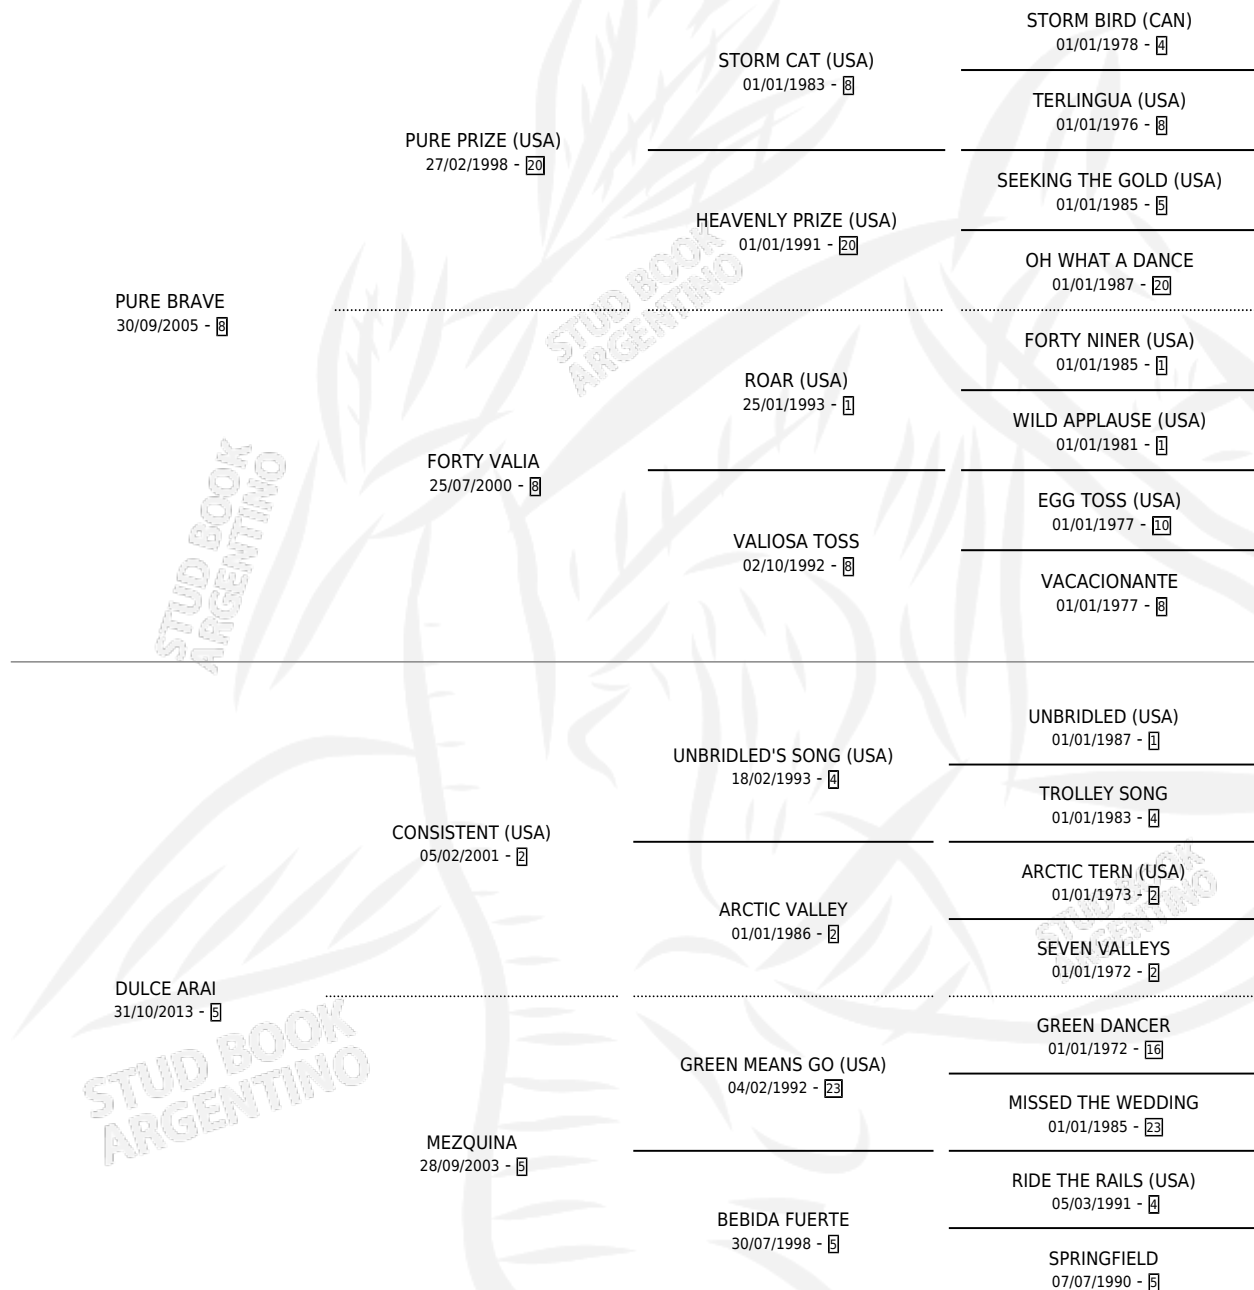 STORM BIRD (CAN)
01/01/1978 - 4
STORM CAT (USA)
01/01/1983 - 8
TERLINGUA (USA)
01/01/1976 - 8
PURE PRIZE (USA)
27/02/1998 - 20
SEEKING THE GOLD (USA)
01/01/1985 - 5
HEAVENLY PRIZE (USA)
01/01/1991 - 20
OH WHAT A DANCE
01/01/1987 - 20
PURE BRAVE
30/09/2005 - 8
FORTY NINER (USA)
01/01/1985 - 1
ROAR (USA)
25/01/1993 - 1
WILD APPLAUSE (USA)
01/01/1981 - 1
FORTY VALIA
25/07/2000 - 8
EGG TOSS (USA)
01/01/1977 - 10
VALIOSA TOSS
02/10/1992 - 8
VACACIONANTE
01/01/1977 - 8
UNBRIDLED (USA)
01/01/1987 - 1
UNBRIDLED'S SONG (USA)
18/02/1993 - 4
TROLLEY SONG
01/01/1983 - 4
CONSISTENT (USA)
05/02/2001 - 2
ARCTIC TERN (USA)
01/01/1973 - 2
ARCTIC VALLEY
01/01/1986 - 2
SEVEN VALLEYS
01/01/1972 - 2
DULCE ARAI
31/10/2013 - 5
GREEN DANCER
01/01/1972 - 16
GREEN MEANS GO (USA)
04/02/1992 - 23
MISSED THE WEDDING
01/01/1985 - 23
MEZQUINA
28/09/2003 - 5
RIDE THE RAILS (USA)
05/03/1991 - 4
BEBIDA FUERTE
30/07/1998 - 5
SPRINGFIELD
07/07/1990 - 5
STUD BOOK
ARGENTINO
STUD BOOK
ARGENTINO
STUD BOOK
ARGENTINO
STUD BOOK
ARGENTINO